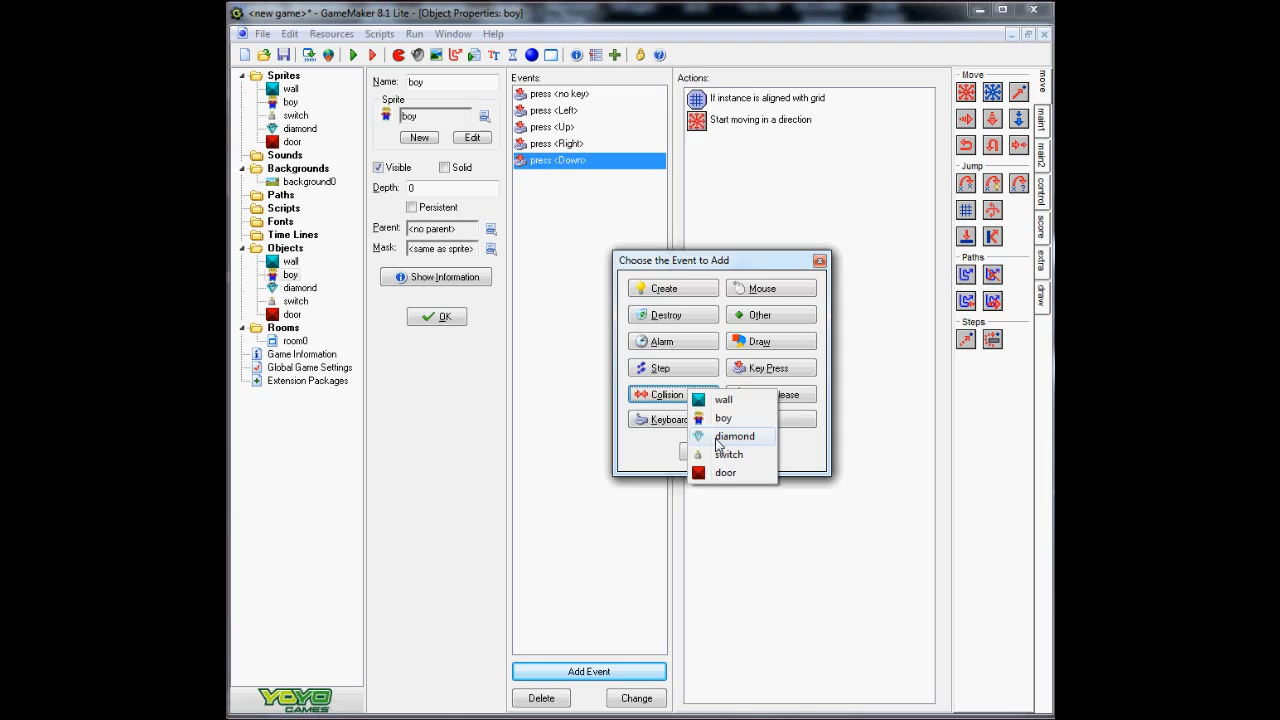 <new game>* - GameMaker 8.1 Lite - [Object Properties: boy]
File Edit Resources Scripts Run Window Help
Sprites
wall
boy
switch
diamond
door
Sounds
Backgrounds
background0
Paths
Scripts
Fonts
Time Lines
Objects
wall
boy
diamond
switch
door
Rooms
room0
Game Information
Global Game Settings
Extension Packages
YOYO
GAMES
Name: boy
Sprite
boy
New Edit
Visible Solid
Depth: 0
Persistent
Parent: <no parent>
Mask: <same as sprite>
Show Information
OK
Events:
press <no key>
press <Left>
press <Up>
press <Right>
press <Down>
Add Event
Delete Change
Actions:
If instance is aligned with grid
Start moving in a direction
Choose the Event to Add
Create Mouse
Destroy Other
Alarm Draw
Step Key Press
Collision
wall
boy
diamond
switch
door
Move
Jump
Paths
Steps
move
main1
main2
control
score
extra
draw